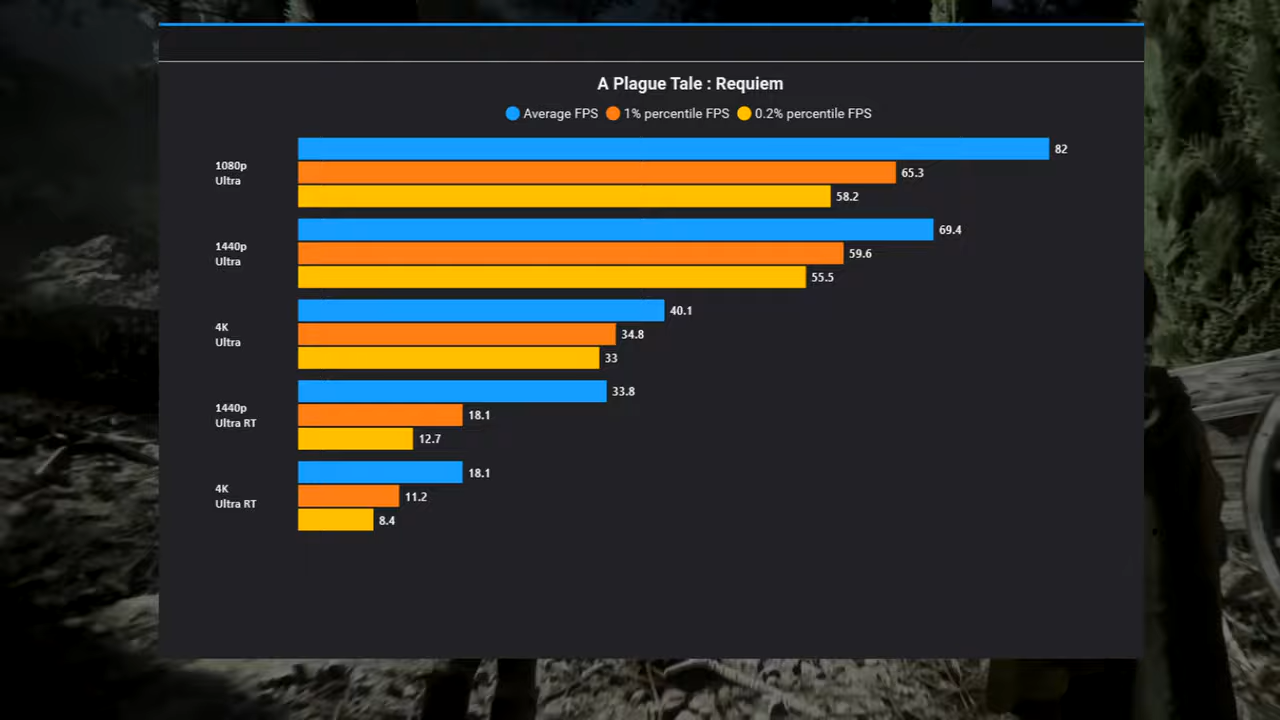 A Plague Tale : Requiem
Average FPS 1% percentile FPS 0.2% percentile FPS
1080p
Ultra
82
65.3
58.2
1440p
Ultra
69.4
59.6
55.5
4K
Ultra
40.1
34.8
33
1440p
Ultra RT
33.8
18.1
12.7
4K
Ultra RT
18.1
11.2
8.4